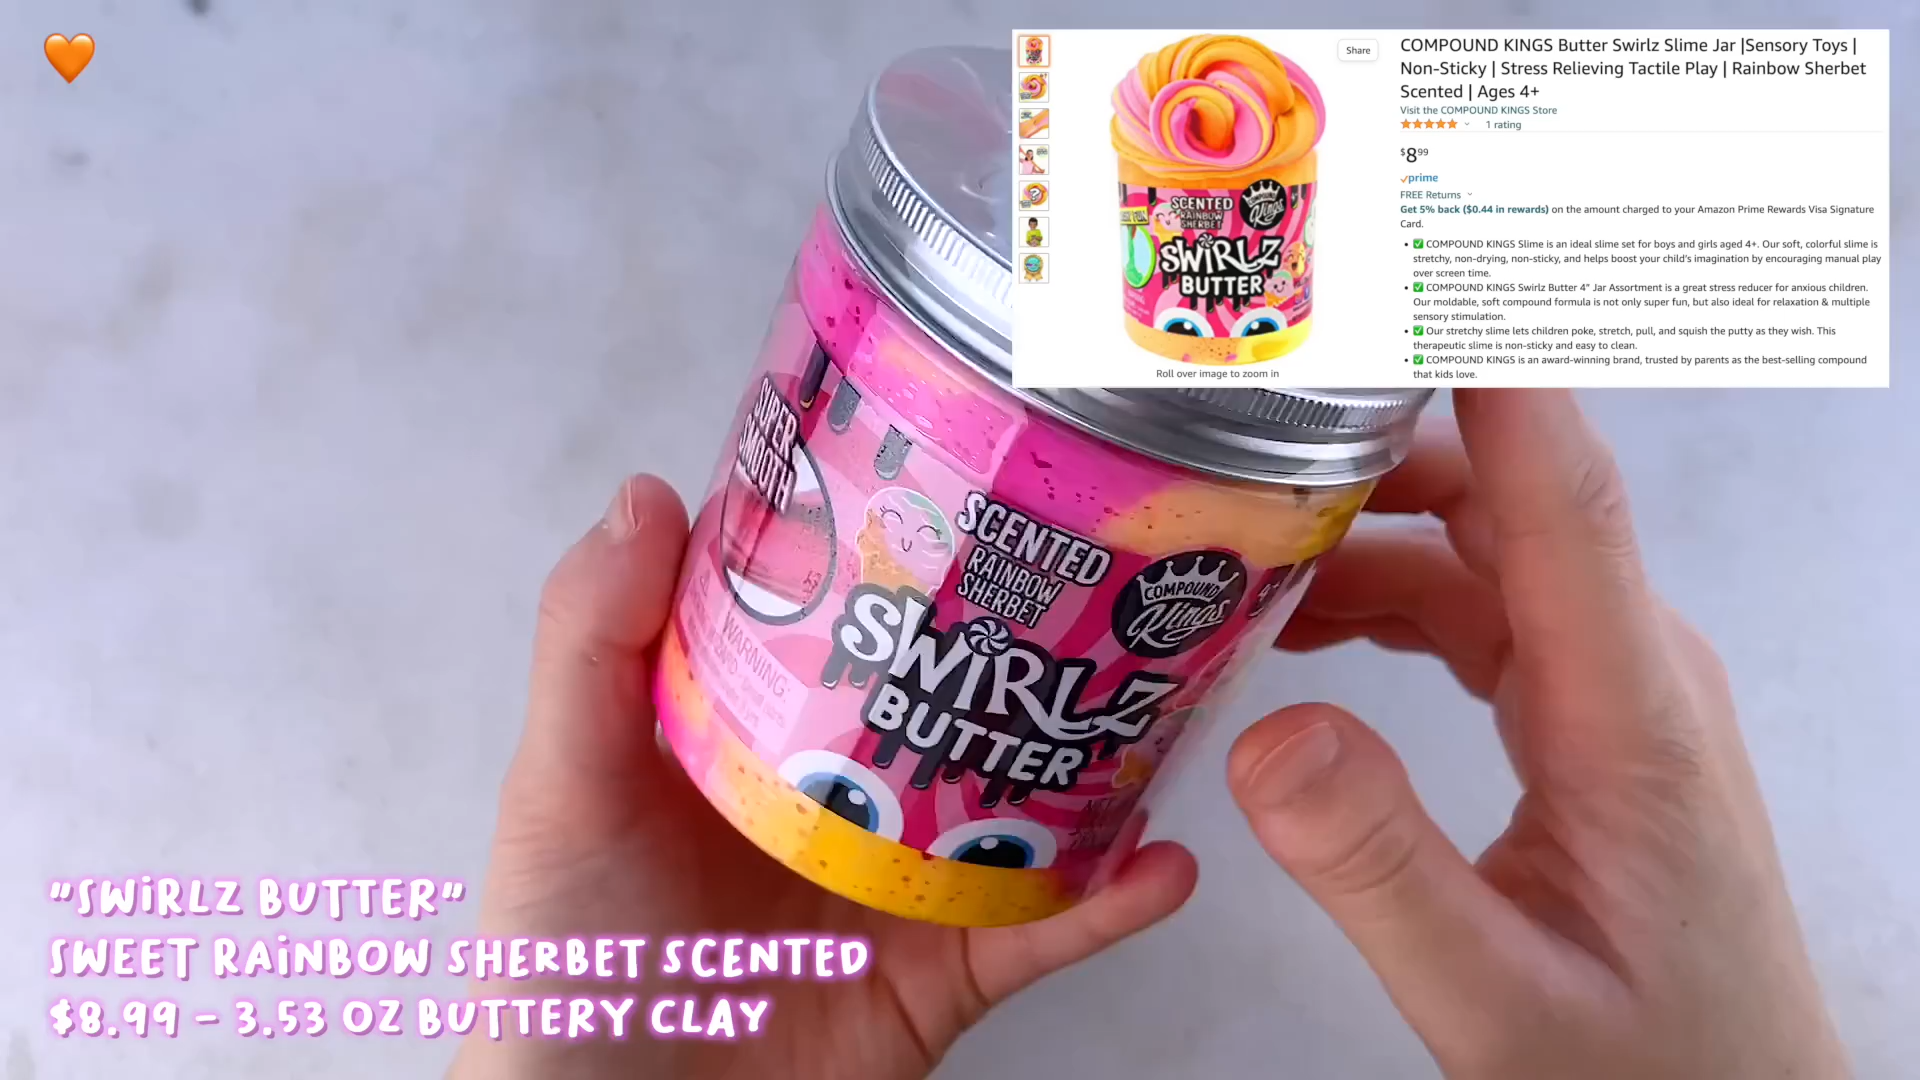 Share
COMPOUND KINGS Butter Swirlz Slime Jar |Sensory Toys |
Non-Sticky | Stress Relieving Tactile Play | Rainbow Sherbet
Scented | Ages 4+
Visit the COMPOUND KINGS Store
1 rating
$899
prime
FREE Returns
Get 5% back ($0.44 in rewards) on the amount charged to your Amazon Prime Rewards Visa Signature
Card.
• ✅ COMPOUND KINGS Slime is an ideal slime set for boys and girls aged 4+. Our soft, colorful slime is
stretchy, non-drying, non-sticky, and helps boost your child's imagination by encouraging manual play
over screen time.
• ✅ COMPOUND KINGS Swirlz Butter 4" Jar Assortment is a great stress reducer for anxious children.
Our moldable, soft compound formula is not only super fun, but also ideal for relaxation & multiple
sensory stimulation.
• ✅ Our stretchy slime lets children poke, stretch, pull, and squish the putty as they wish. This
therapeutic slime is non-sticky and easy to clean.
• ✅ COMPOUND KINGS is an award-winning brand, trusted by parents as the best-selling compound
that kids love.
SCENTED
RAINBOW
SHERBET
COMPOUND
Kings
SWIRLZ
BUTTER
Roll over image to zoom in
SUPER
SMOOTH
SCENTED
RAINBOW
SHERBET
COMPOUND
Kings
4+
SWIRLZ
BUTTER
WARNING:
"SWIRLZ BUTTER"
SWEET RAINBOW SHERBET SCENTED
$8.99 - 3.53 OZ BUTTERY CLAY